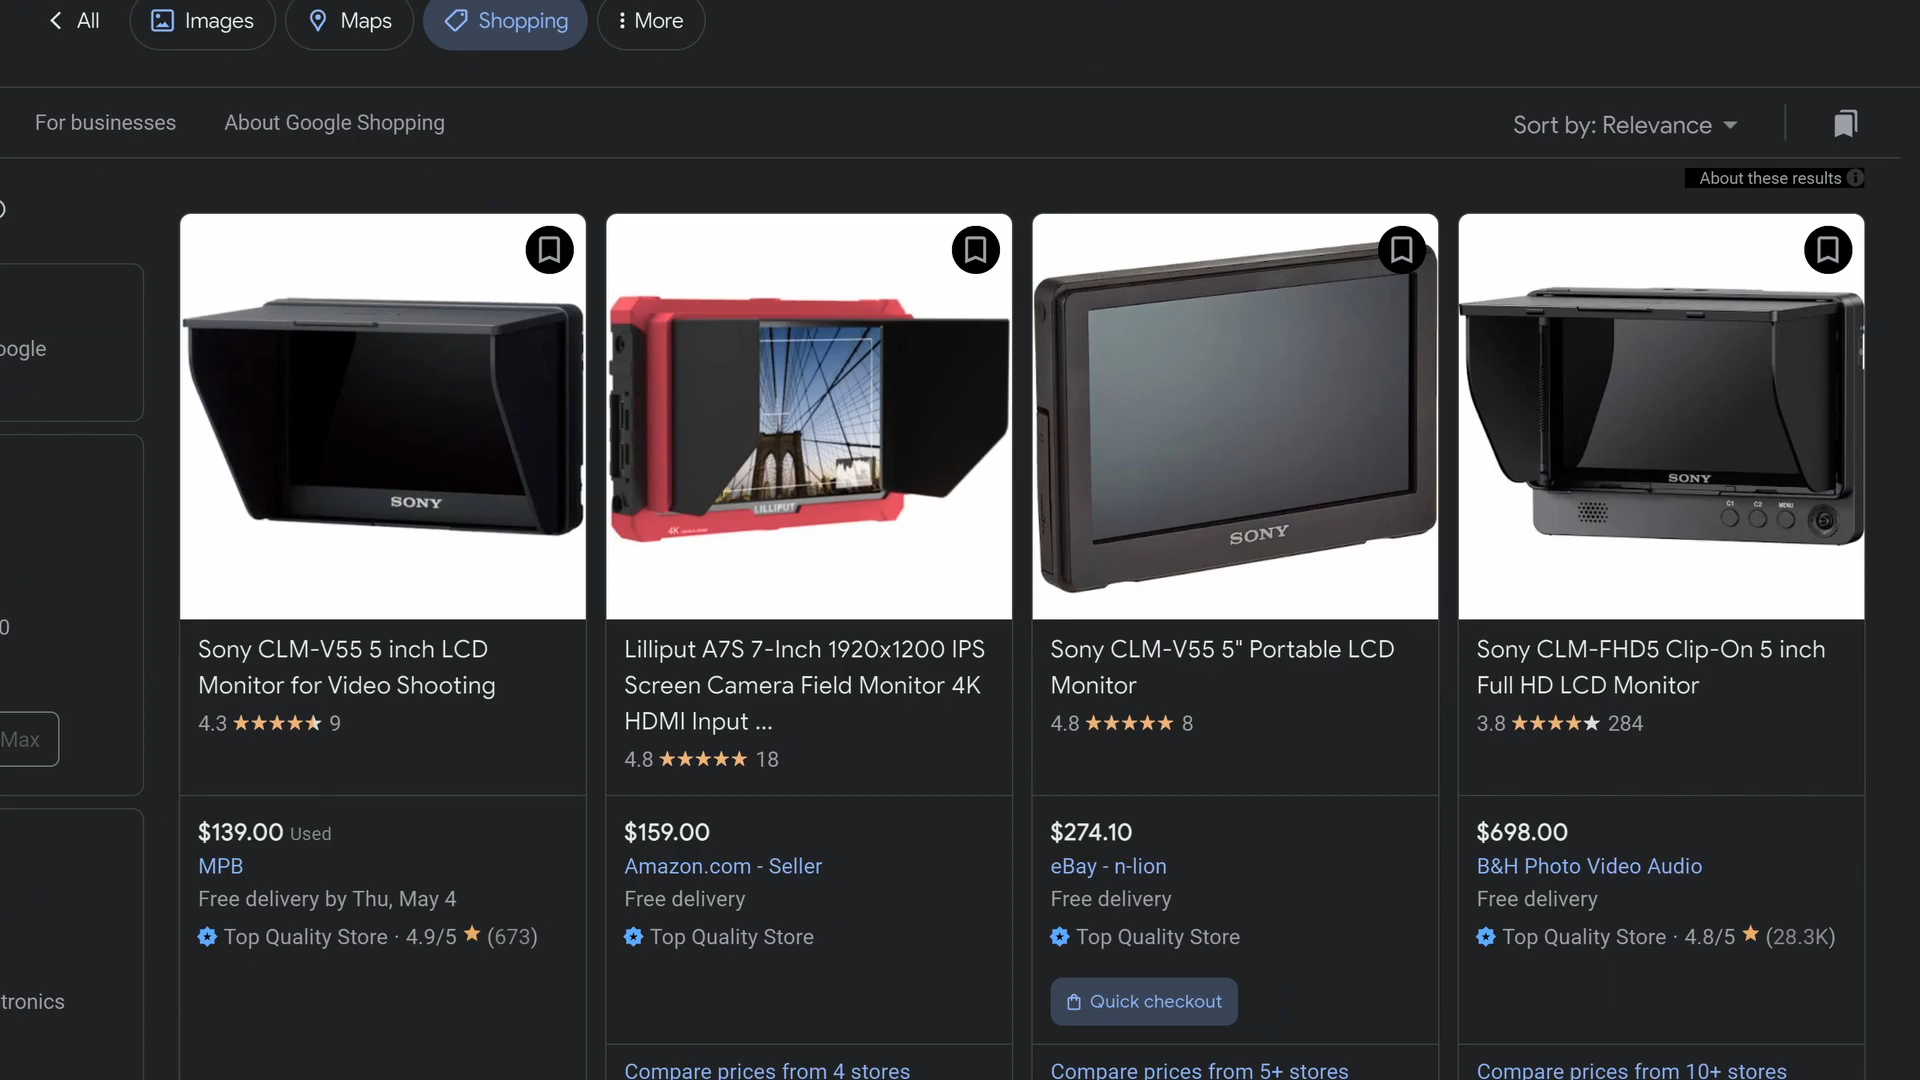 All
Images
Maps
Shopping
More
For businesses
About Google Shopping
Sort by: Relevance
About these results
oogle
0
Max
tronics
SONY
LILLIPUT
4K
SONY
SONY
C1 C2 MENU
Sony CLM-V55 5 inch LCD
Monitor for Video Shooting
4.3 9
$139.00 Used
MPB
Free delivery by Thu, May 4
Top Quality Store · 4.9/5 (673)
Lilliput A7S 7-Inch 1920x1200 IPS
Screen Camera Field Monitor 4K
HDMI Input ...
4.8 18
$159.00
Amazon.com - Seller
Free delivery
Top Quality Store
Compare prices from 4 stores
Sony CLM-V55 5" Portable LCD
Monitor
4.8 8
$274.10
eBay - n-lion
Free delivery
Top Quality Store
Quick checkout
Compare prices from 5+ stores
Sony CLM-FHD5 Clip-On 5 inch
Full HD LCD Monitor
3.8 284
$698.00
B&H Photo Video Audio
Free delivery
Top Quality Store · 4.8/5 (28.3K)
Compare prices from 10+ stores